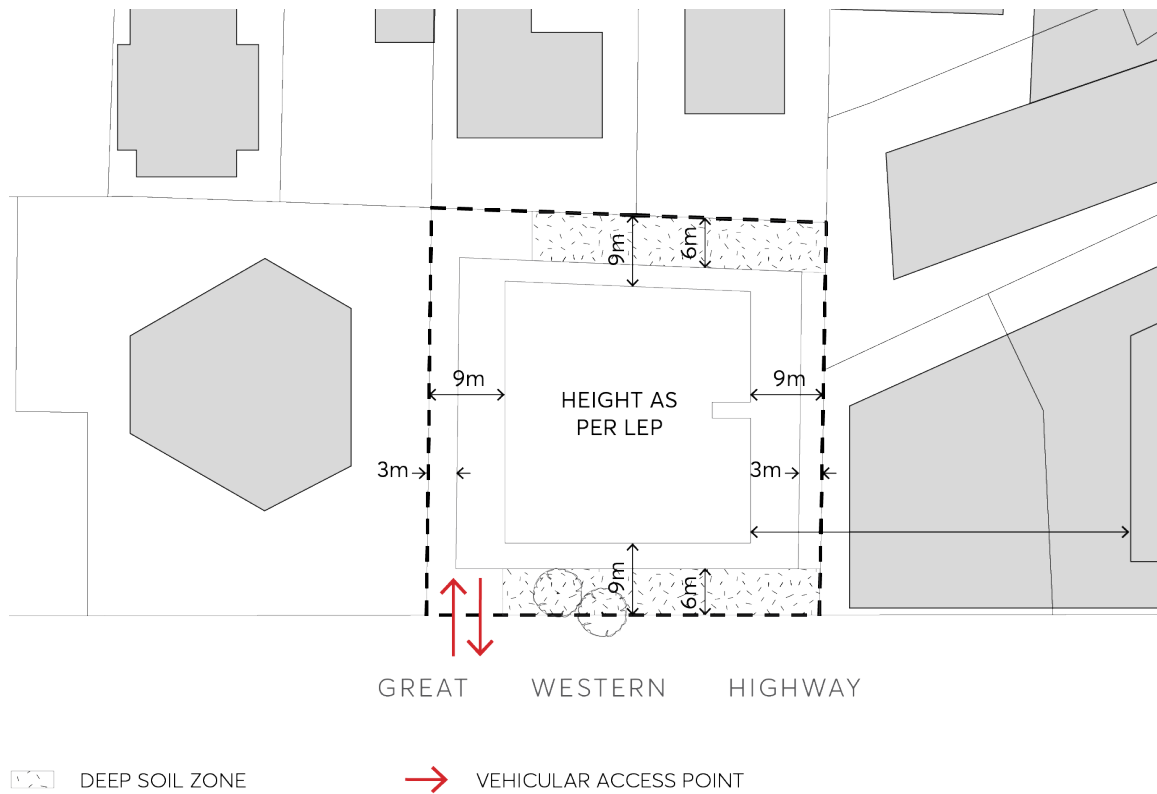 9m
6m
9m
9m
HEIGHT AS
PER LEP
3m
3m
9m
6m
GREAT WESTERN HIGHWAY
DEEP SOIL ZONE
VEHICULAR ACCESS POINT